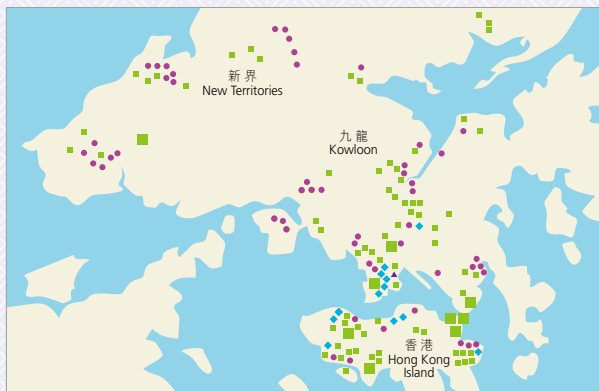 新界
New Territories
九龍
Kowloon
香港
Hong Kong
Island